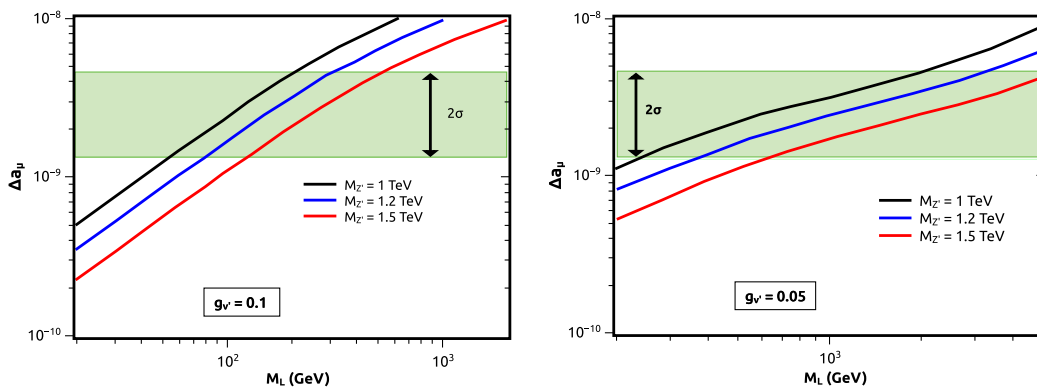 10⁻⁸
10⁻⁹
10⁻¹⁰
Δaμ
2σ
M_Z' = 1 TeV
M_Z' = 1.2 TeV
M_Z' = 1.5 TeV
g_v' = 0.1
10²
10³
M_L (GeV)
10⁻⁸
10⁻⁹
10⁻¹⁰
Δaμ
2σ
M_Z' = 1 TeV
M_Z' = 1.2 TeV
M_Z' = 1.5 TeV
g_v' = 0.05
10³
M_L (GeV)